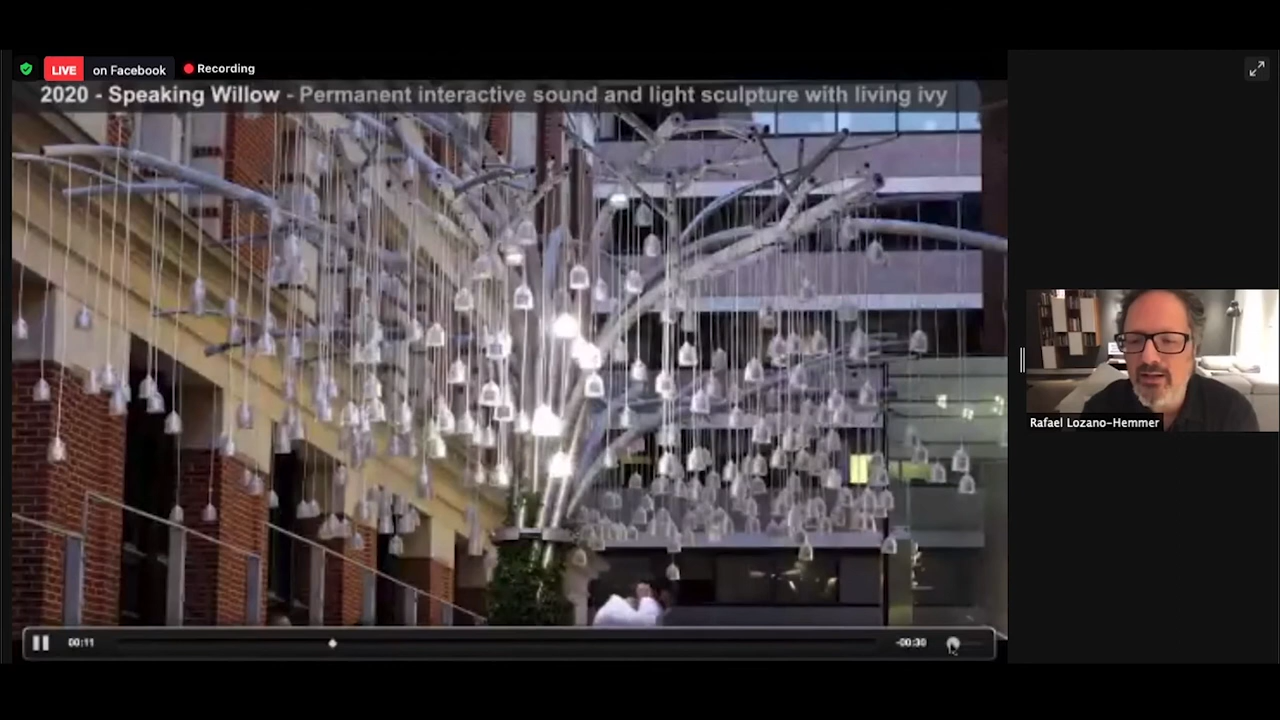 LIVE on Facebook Recording
2020 - Speaking Willow - Permanent interactive sound and light sculpture with living ivy
Rafael Lozano-Hemmer
00:11 -00:30